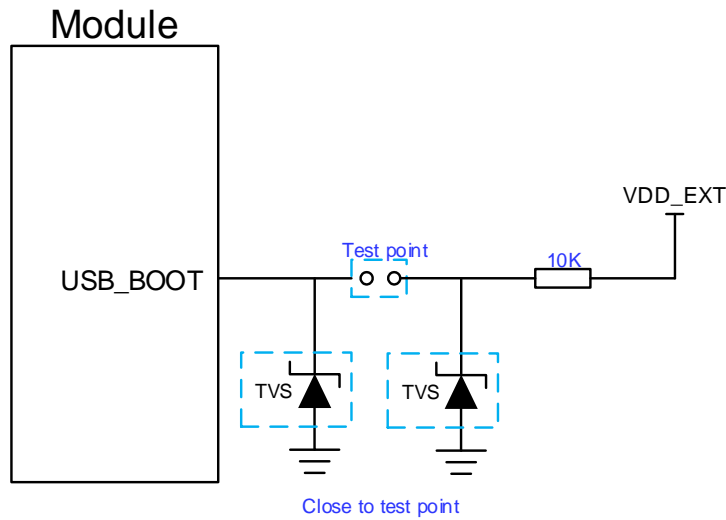 Module
VDD_EXT
Test point
10K
USB_BOOT
TVS
TVS
Close to test point